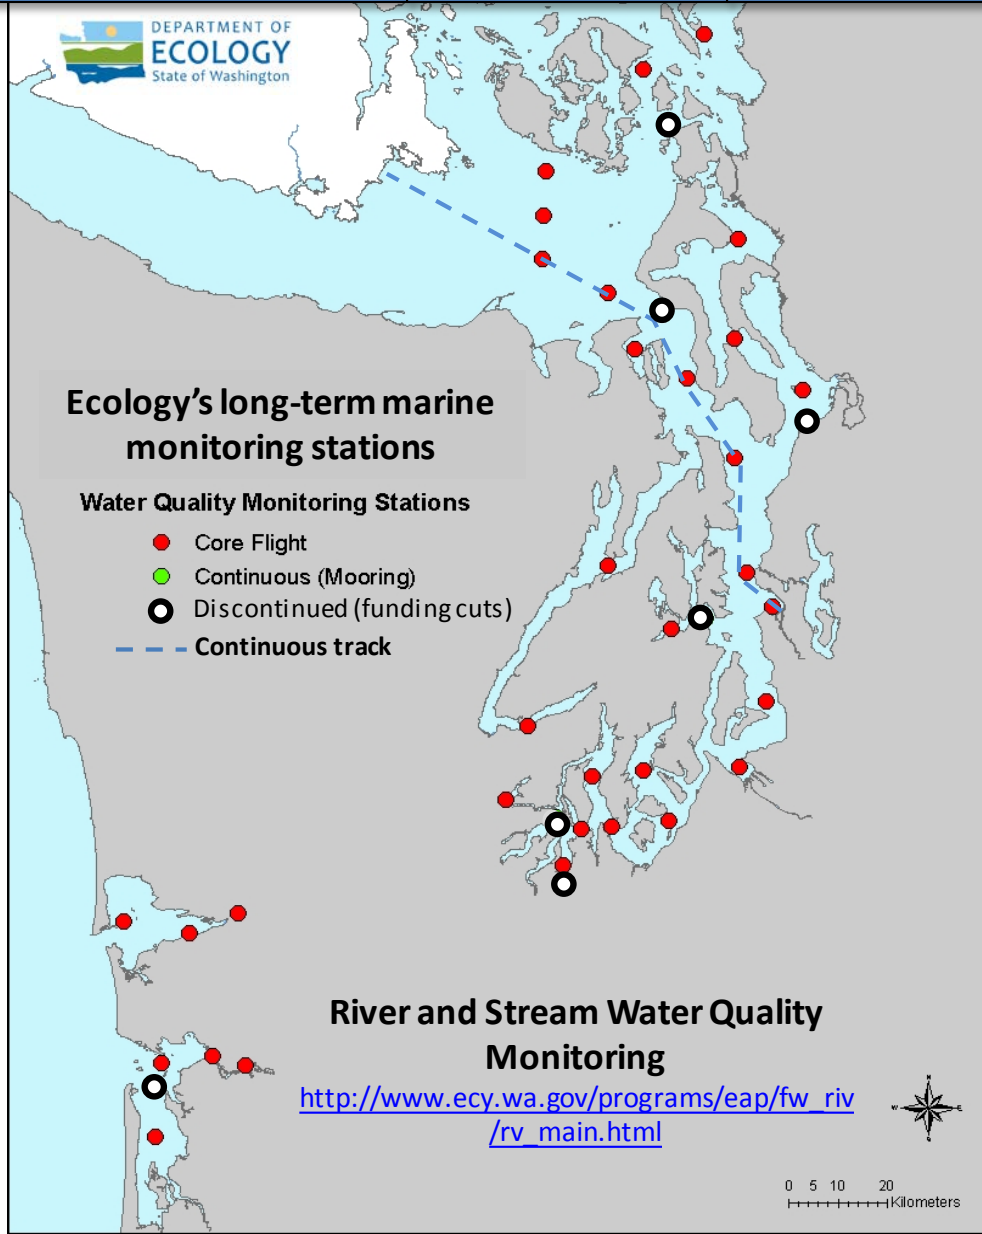 DEPARTMENT OF
ECOLOGY
State of Washington
Ecology's long-term marine
monitoring stations
Water Quality Monitoring Stations
Core Flight
Continuous (Mooring)
Discontinued (funding cuts)
Continuous track
River and Stream Water Quality
Monitoring
http://www.ecy.wa.gov/programs/eap/fw_riv
/rv_main.html
N
W E
S
0 5 10 20
Kilometers